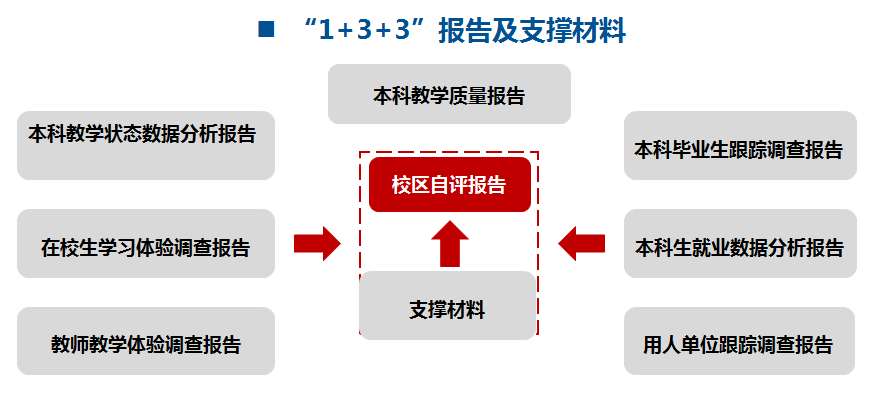 ■ “1+3+3”报告及支撑材料
本科教学质量报告
本科教学状态数据分析报告
在校生学习体验调查报告
教师教学体验调查报告
校区自评报告
支撑材料
本科毕业生跟踪调查报告
本科生就业数据分析报告
用人单位跟踪调查报告